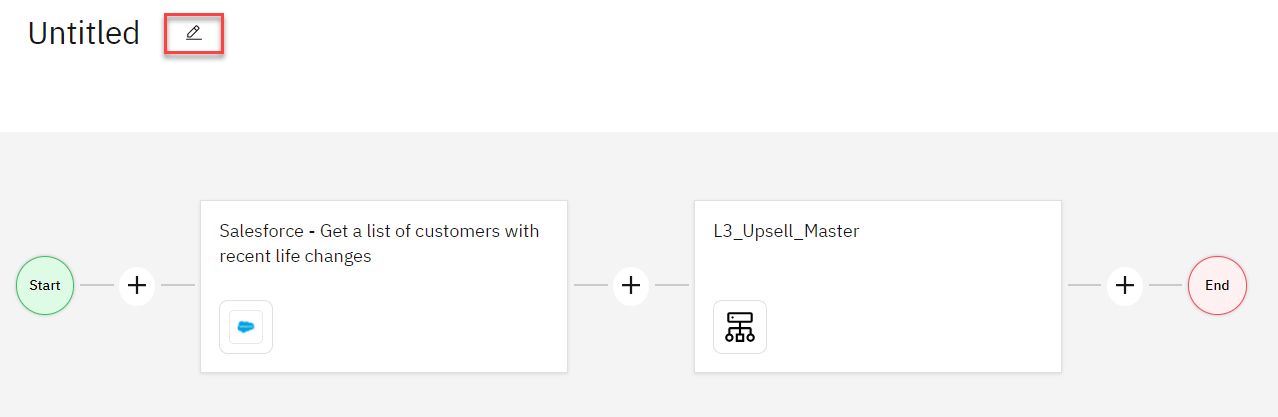 Untitled
Salesforce - Get a list of customers with
recent life changes
L3_Upsell_Master
Start
End